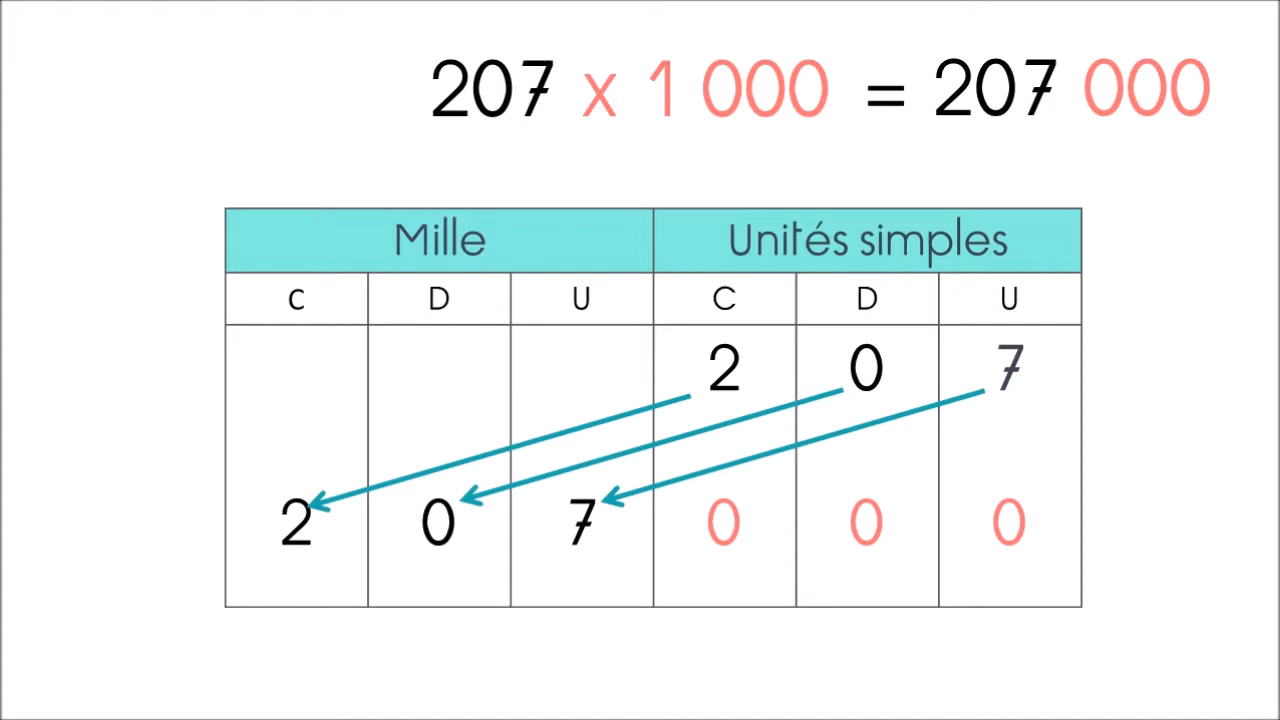 207 x 1 000 = 207 000
Mille Unités simples
C D U C D U
2 0 7
2 0 7 0 0 0